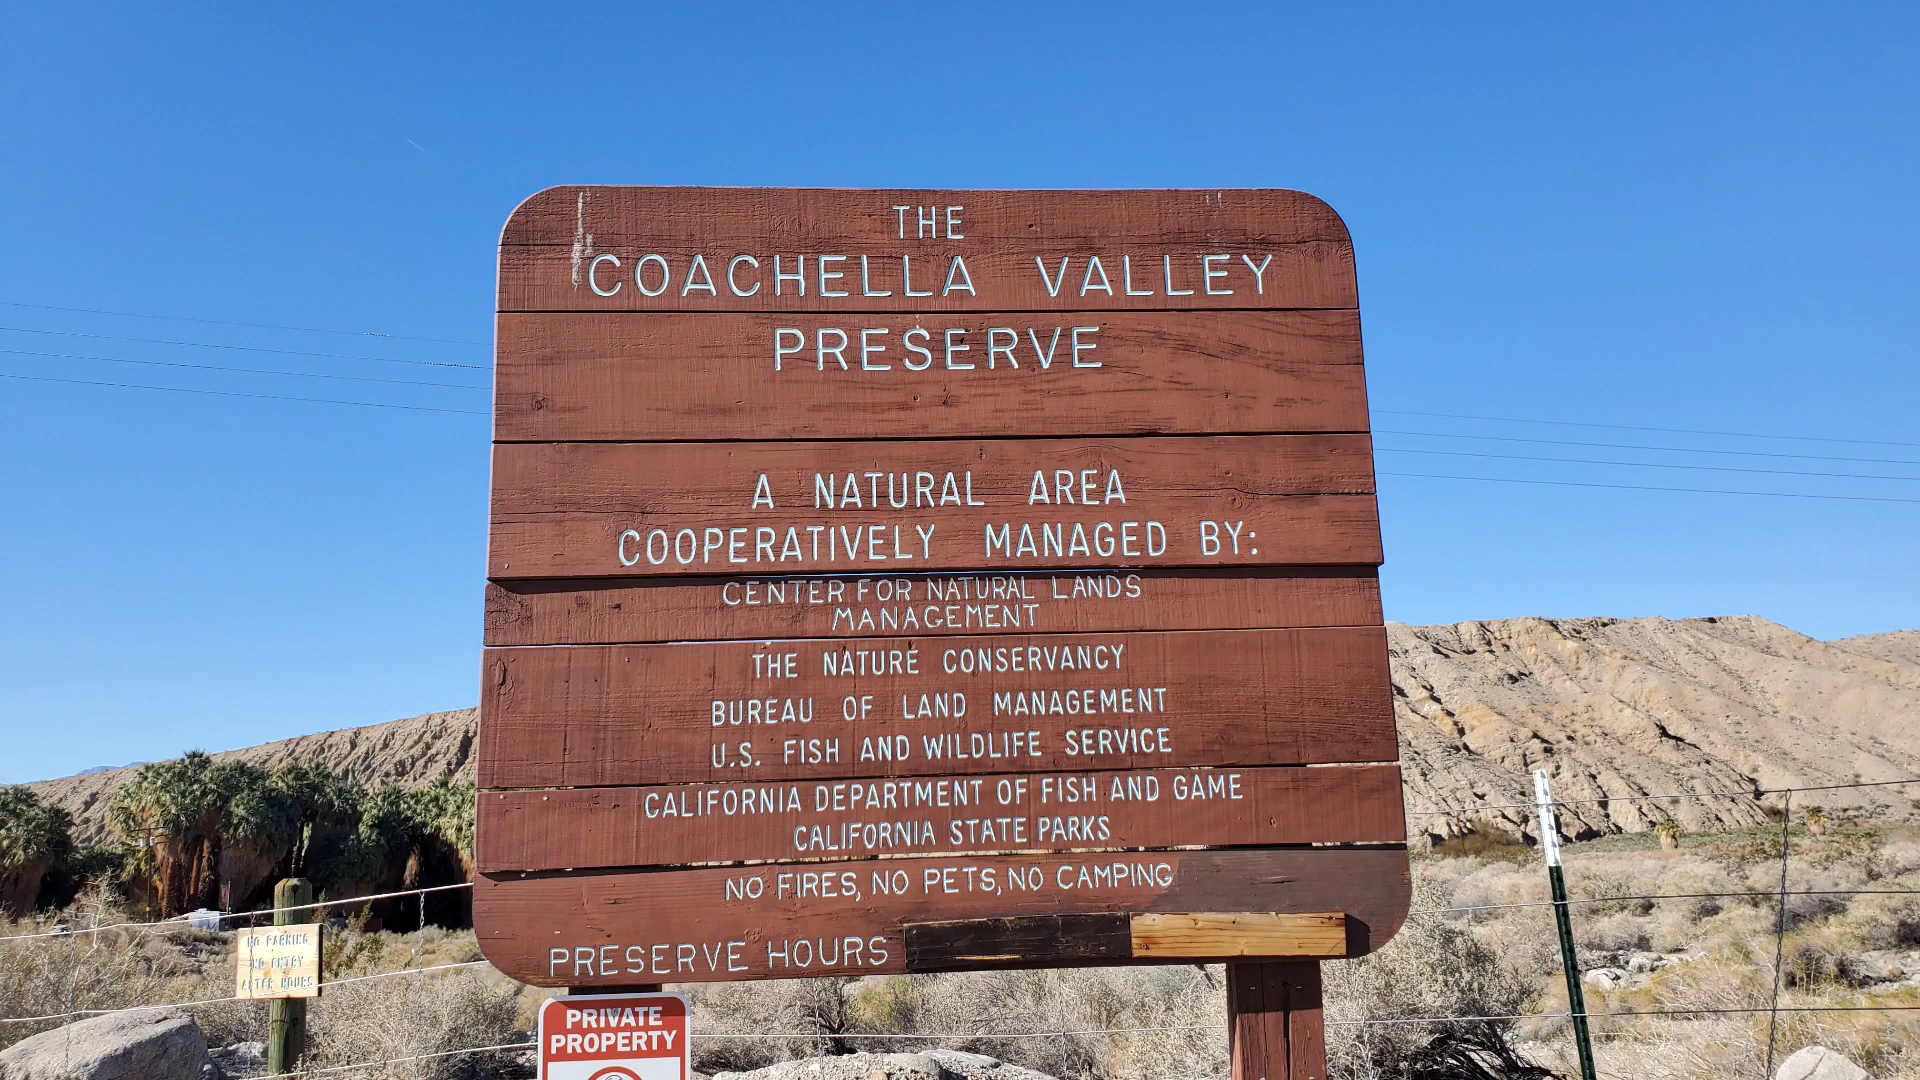 THE
COACHELLA VALLEY
PRESERVE
A NATURAL AREA
COOPERATIVELY MANAGED BY:
CENTER FOR NATURAL LANDS
MANAGEMENT
THE NATURE CONSERVANCY
BUREAU OF LAND MANAGEMENT
U.S. FISH AND WILDLIFE SERVICE
CALIFORNIA DEPARTMENT OF FISH AND GAME
CALIFORNIA STATE PARKS
NO FIRES, NO PETS, NO CAMPING
PRESERVE HOURS
NO PARKING
NO ENTRY
AFTER HOURS
PRIVATE
PROPERTY